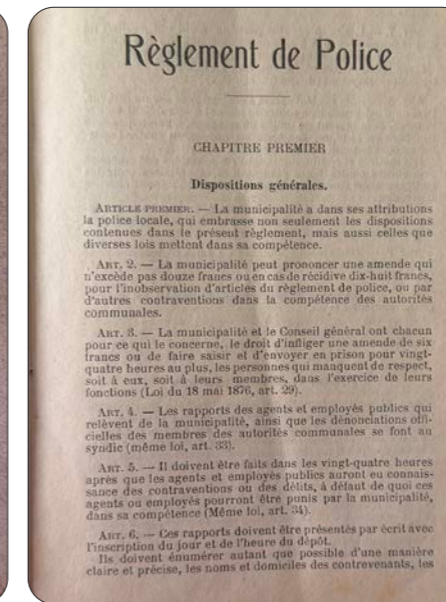 Règlement de Police
CHAPITRE PREMIER
Dispositions générales.
ARTICLE PREMIER. — La municipalité a dans ses attributions
la police locale, qui embrasse non seulement les dispositions
contenues dans le présent règlement, mais aussi celles que
diverses lois mettent dans sa compétence.
ART. 2. — La municipalité peut prononcer une amende qui
n'excède pas douze francs ou en cas de récidive dix-huit francs,
pour l'inobservation d'articles du règlement de police, ou par
d'autres contraventions dans la compétence des autorités
communales.
ART. 3. — La municipalité et le Conseil général ont chacun
pour ce qui le concerne, le droit d'infliger une amende de six
francs ou de faire saisir et d'envoyer en prison pour vingt-
quatre heures au plus, les personnes qui manquent de respect,
soit à eux, soit à leurs membres, dans l'exercice de leurs
fonctions (Loi du 18 mai 1876, art. 29).
ART. 4. — Les rapports des agents et employés publics qui
relèvent de la municipalité, ainsi que les dénonciations offi-
cielles des membres des autorités communales se font au
syndic (même loi, art. 33).
ART. 5. — Il doivent être faits dans les vingt-quatre heures
après que les agents et employés publics auront eu connais-
sance des contraventions ou des délits, à défaut de quoi ces
agents ou employés pourront être punis par la municipalité,
dans sa compétence (Même loi, art. 34).
ART. 6. — Ces rapports doivent être présentés par écrit avec
l'inscription du jour et de l'heure du dépôt.
Ils doivent énumérer autant que possible d'une manière
claire et précise, les noms et domiciles des contrevenants, les